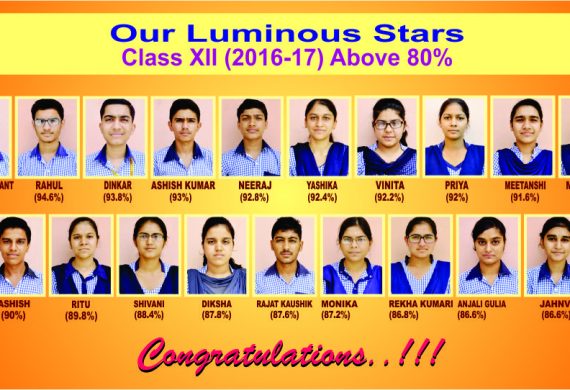 Our Luminous Stars
Class XII (2016-17) Above 80%
ANT RAHUL DINKAR ASHISH KUMAR NEERAJ YASHIKA VINITA PRIYA MEETANSHI M
(94.6%) (93.8%) (93%) (92.8%) (92.4%) (92.2%) (92%) (91.6%)
ASHISH RITU SHIVANI DIKSHA RAJAT KAUSHIK MONIKA REKHA KUMARI ANJALI GULIA JAHNV
(90%) (89.8%) (88.4%) (87.8%) (87.6%) (87.2%) (86.8%) (86.6%) (86.6%)
Congratulations..!!!